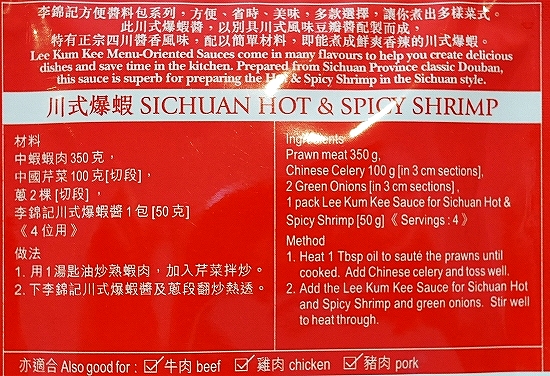 李錦記方便醬料包系列，方便、省時、美味，多款選擇，讓你煮出多樣菜式。
此川式爆蝦醬，以別具川式風味豆瓣醬配製而成，
特有正宗四川醬香風味，配以簡單材料，即能煮成鮮爽香辣的川式爆蝦。
Lee Kum Kee Menu-Oriented Sauces come in many flavours to help you create delicious
dishes and save time in the kitchen. Prepared from Sichuan Province classic Douban,
this sauce is superb for preparing the Hot & Spicy Shrimp in the Sichuan style.
川式爆蝦 SICHUAN HOT & SPICY SHRIMP
材料
中蝦蝦肉 350 克，
中國芹菜 100 克 [切段]，
蔥 2 棵 [切段]，
李錦記川式爆蝦醬 1 包 [50 克]
《 4 位用 》
做法
1. 用 1 湯匙油炒熟蝦肉，加入芹菜拌炒。
2. 下李錦記川式爆蝦醬及蔥段翻炒熱透。
Ingredients
Prawn meat 350 g,
Chinese Celery 100 g [in 3 cm sections],
2 Green Onions [in 3 cm sections] ,
1 pack Lee Kum Kee Sauce for Sichuan Hot &
Spicy Shrimp [50 g] 《 Servings : 4 》
Method
1. Heat 1 Tbsp oil to sauté the prawns until
cooked. Add Chinese celery and toss well.
2. Add the Lee Kum Kee Sauce for Sichuan Hot
and Spicy Shrimp and green onions. Stir well
to heat through.
亦適合 Also good for : ☑ 牛肉 beef ☑ 雞肉 chicken ☑ 豬肉 pork